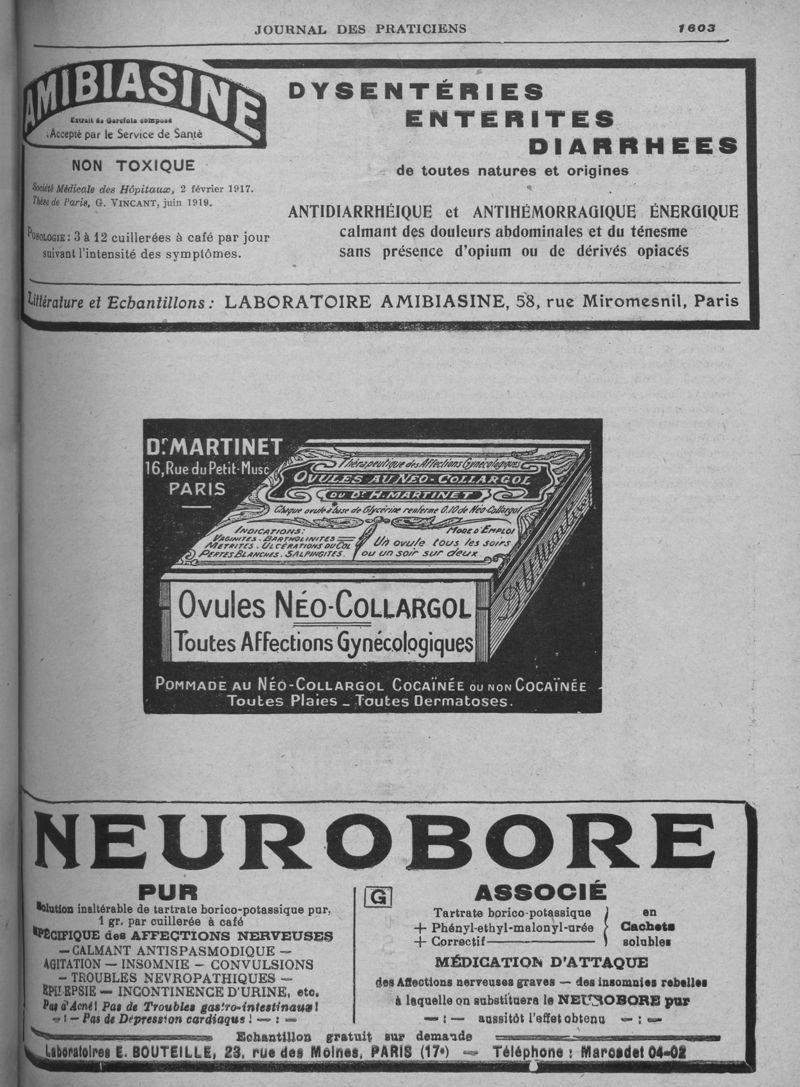 JOURNAL DES PRATICIENS 1603
AMIBIASINE
Extrait de Garcinia composé
Accepté par le Service de Santé
NON TOXIQUE
Société Médicale des Hôpitaux, 2 février 1917.
Thèse de Paris, G. VINCANT, juin 1919.
POSOLOGIE : 3 à 12 cuillerées à café par jour
suivant l'intensité des symptômes.
DYSENTÉRIES
ENTERITES
DIARRHEES
de toutes natures et origines
ANTIDIARRHÉIQUE et ANTIHÉMORRAGIQUE ÉNERGIQUE
calmant des douleurs abdominales et du ténesme
sans présence d'opium ou de dérivés opiacés
Littérature et Echantillons : LABORATOIRE AMIBIASINE, 58, rue Miromesnil, Paris
Dr. MARTINET
16, Rue du Petit-Musc
PARIS
Thérapeutique des Affections Gynécologiques
OVULES AU NÉO-COLLARGOL
DU Dr H. MARTINET
Chaque ovule à base de Glycérine renferme 0.10 de Néo-Collargol
INDICATIONS:
VAGINITES - BARTHOLINITES
METRITES - ULCÉRATIONS DU COL
PERTES BLANCHES. SALPINGITES.
MODE D'EMPLOI
Un ovule tous les soirs
ou un soir sur deux
Ovules NÉO-COLLARGOL
Toutes Affections Gynécologiques
POMMADE AU NÉO-COLLARGOL COCAÏNÉE OU NON COCAÏNÉE
Toutes Plaies - Toutes Dermatoses.
NEUROBORE
PUR
Solution inaltérable de tartrate borico-potassique pur,
1 gr. par cuillerée à café
SPÉCIFIQUE des AFFECTIONS NERVEUSES
— CALMANT ANTISPASMODIQUE —
AGITATION — INSOMNIE — CONVULSIONS
— TROUBLES NEVROPATHIQUES —
EPILEPSIE — INCONTINENCE D'URINE, etc.
Pas d'Acné! Pas de Troubles gastro-intestinaux!
— : — Pas de Dépression cardiaque ! — : —
G
ASSOCIÉ
Tartrate borico-potassique
+ Phényl-ethyl-malonyl-urée
+ Correctif
en
Cachets
solubles
MÉDICATION D'ATTAQUE
des Affections nerveuses graves — des insomnies rebelles
à laquelle on substituera le NEUROBORE pur
— : — aussitôt l'effet obtenu — : —
Echantillon gratuit sur demande
Laboratoires E. BOUTEILLE, 23, rue des Moines, PARIS (17e) — Téléphone : Marcadet 04-02